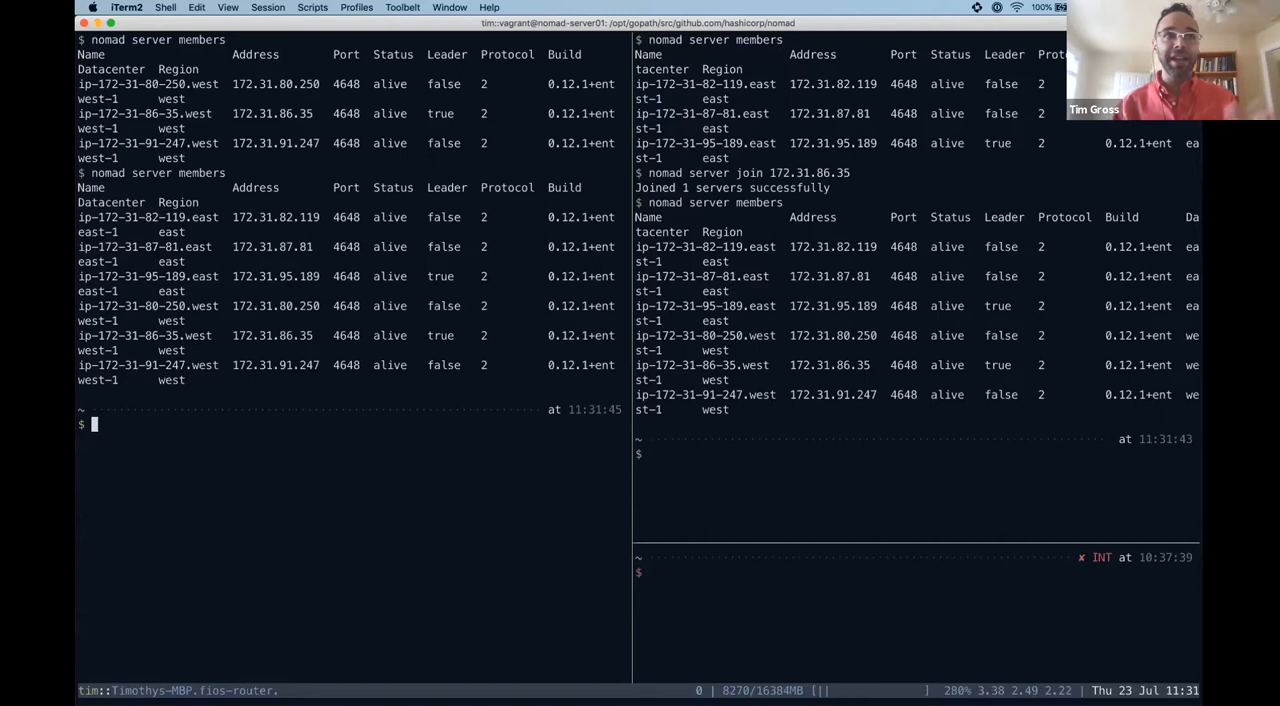 iTerm2 Shell Edit View Session Scripts Profiles Toolbelt Window Help 100%
tim::vagrant@nomad-server01: /opt/gopath/src/github.com/hashicorp/nomad
Tim Gross
$ nomad server members
Name Address Port Status Leader Protocol Build
Datacenter Region
ip-172-31-80-250.west 172.31.80.250 4648 alive false 2 0.12.1+ent
west-1 west
ip-172-31-86-35.west 172.31.86.35 4648 alive true 2 0.12.1+ent
west-1 west
ip-172-31-91-247.west 172.31.91.247 4648 alive false 2 0.12.1+ent
west-1 west
$ nomad server members
Name Address Port Status Leader Protocol Build
Datacenter Region
ip-172-31-82-119.east 172.31.82.119 4648 alive false 2 0.12.1+ent
east-1 east
ip-172-31-87-81.east 172.31.87.81 4648 alive false 2 0.12.1+ent
east-1 east
ip-172-31-95-189.east 172.31.95.189 4648 alive true 2 0.12.1+ent
east-1 east
ip-172-31-80-250.west 172.31.80.250 4648 alive false 2 0.12.1+ent
west-1 west
ip-172-31-86-35.west 172.31.86.35 4648 alive true 2 0.12.1+ent
west-1 west
ip-172-31-91-247.west 172.31.91.247 4648 alive false 2 0.12.1+ent
west-1 west
~ at 11:31:45
$
$ nomad server members
Name Address Port Status Leader
tacenter Region
ip-172-31-82-119.east 172.31.82.119 4648 alive false 2
st-1 east
ip-172-31-87-81.east 172.31.87.81 4648 alive false 2
st-1 east
ip-172-31-95-189.east 172.31.95.189 4648 alive true 2 0.12.1+ent ea
st-1 east
$ nomad server join 172.31.86.35
Joined 1 servers successfully
$ nomad server members
Name Address Port Status Leader Protocol Build Da
tacenter Region
ip-172-31-82-119.east 172.31.82.119 4648 alive false 2 0.12.1+ent ea
st-1 east
ip-172-31-87-81.east 172.31.87.81 4648 alive false 2 0.12.1+ent ea
st-1 east
ip-172-31-95-189.east 172.31.95.189 4648 alive true 2 0.12.1+ent ea
st-1 east
ip-172-31-80-250.west 172.31.80.250 4648 alive false 2 0.12.1+ent we
st-1 west
ip-172-31-86-35.west 172.31.86.35 4648 alive true 2 0.12.1+ent we
st-1 west
ip-172-31-91-247.west 172.31.91.247 4648 alive false 2 0.12.1+ent we
st-1 west
~ at 11:31:43
$
~ ✘ INT at 10:37:39
$
tim::Timothys-MBP.fios-router. 0 | 8270/16384MB [|| ] 280% 3.38 2.49 2.22 | Thu 23 Jul 11:31